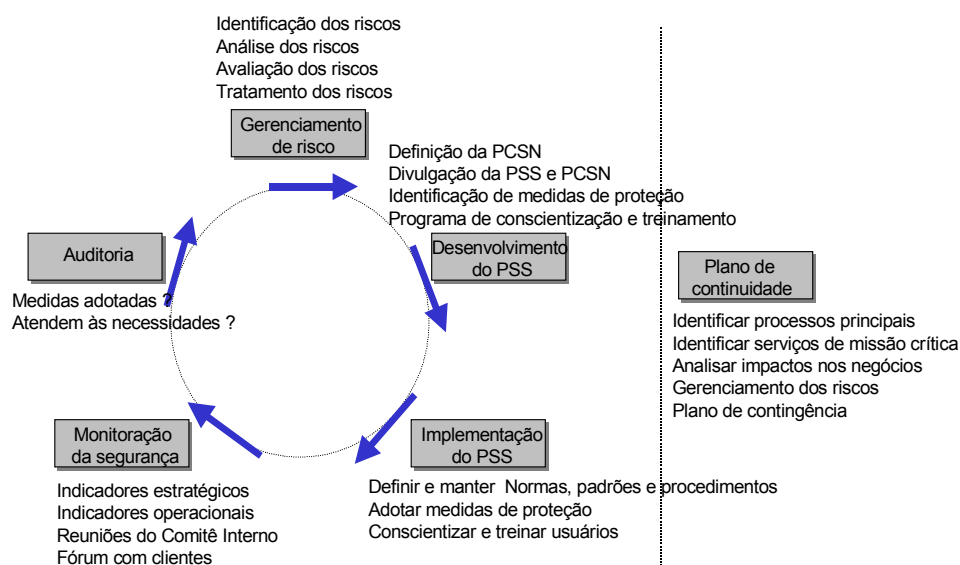 Identificação dos riscos
Análise dos riscos
Avaliação dos riscos
Tratamento dos riscos
Gerenciamento
de risco
Definição da PCSN
Divulgação da PSS e PCSN
Identificação de medidas de proteção
Programa de conscientização e treinamento
Desenvolvimento
do PSS
Auditoria
Medidas adotadas ?
Atendem às necessidades ?
Plano de
continuidade
Identificar processos principais
Identificar serviços de missão crítica
Analisar impactos nos negócios
Gerenciamento dos riscos
Plano de contingência
Monitoração
da segurança
Indicadores estratégicos
Indicadores operacionais
Reuniões do Comitê Interno
Fórum com clientes
Implementação
do PSS
Definir e manter Normas, padrões e procedimentos
Adotar medidas de proteção
Conscientizar e treinar usuários